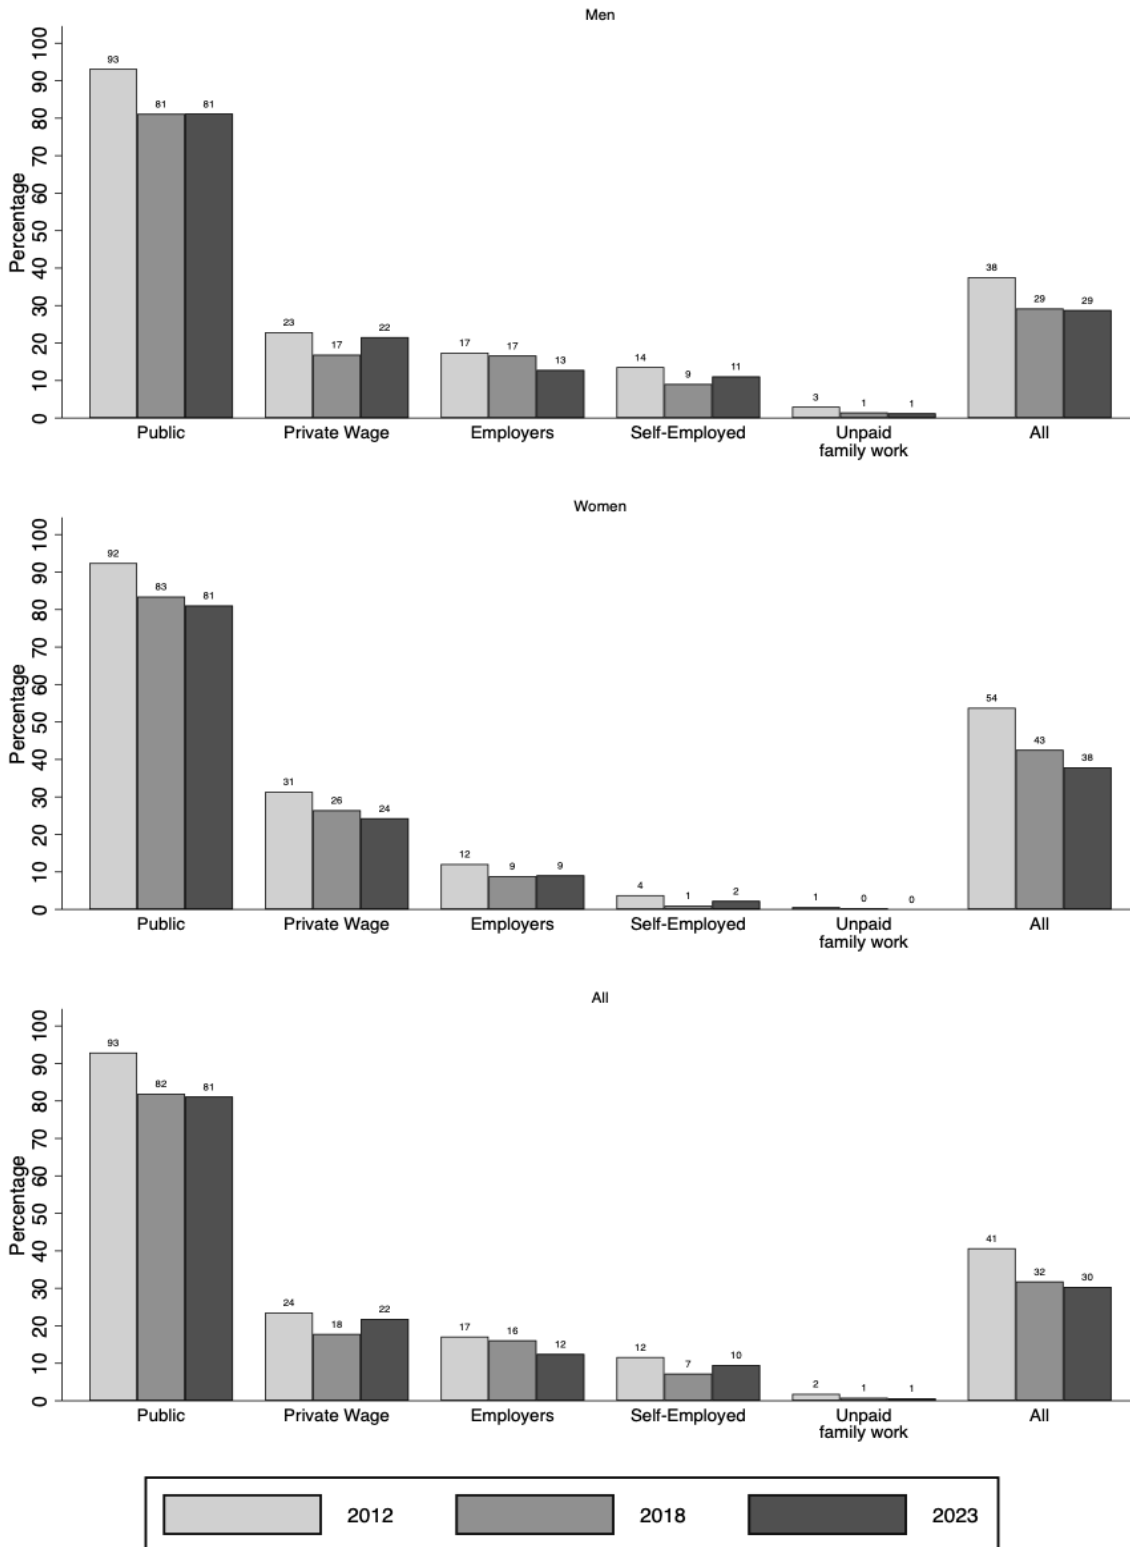 Men
Percentage
100
90
80
70
60
50
40
30
20
10
0
93 81 81
23 17 22
17 17 13
14 9 11
3 1 1
38 29 29
Public Private Wage Employers Self-Employed Unpaid All
family work
Women
Percentage
100
90
80
70
60
50
40
30
20
10
0
92 83 81
31 26 24
12 9 9
4 1 2
1 0 0
54 43 38
Public Private Wage Employers Self-Employed Unpaid All
family work
All
Percentage
100
90
80
70
60
50
40
30
20
10
0
93 82 81
24 18 22
17 16 12
12 7 10
2 1 1
41 32 30
Public Private Wage Employers Self-Employed Unpaid All
family work
2012 2018 2023